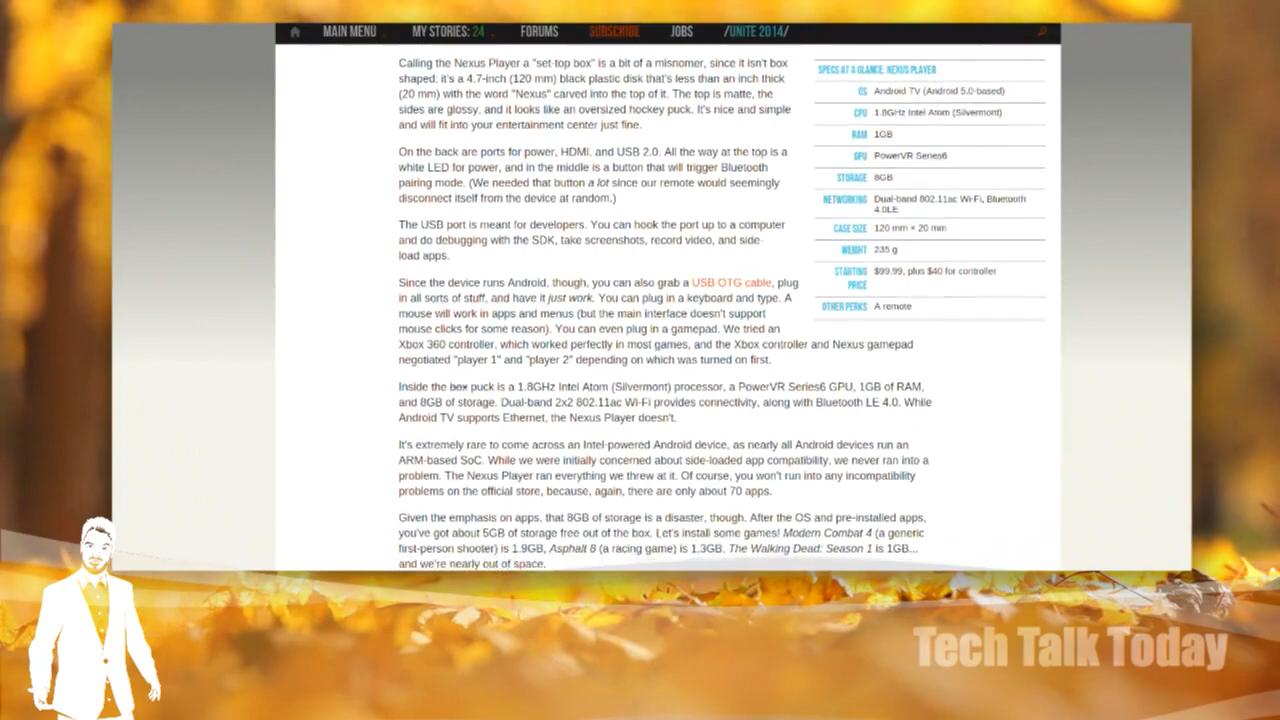 MAIN MENU
MY STORIES: 24
FORUMS
SUBSCRIBE
JOBS
/UNITE 2014/
Calling the Nexus Player a "set-top box" is a bit of a misnomer, since it isn't box
shaped; it's a 4.7-inch (120 mm) black plastic disk that's less than an inch thick
(20 mm) with the word "Nexus" carved into the top of it. The top is matte, the
sides are glossy, and it looks like an oversized hockey puck. It's nice and simple
and will fit into your entertainment center just fine.
On the back are ports for power, HDMI, and USB 2.0. All the way at the top is a
white LED for power, and in the middle is a button that will trigger Bluetooth
pairing mode. (We needed that button a lot since our remote would seemingly
disconnect itself from the device at random.)
The USB port is meant for developers. You can hook the port up to a computer
and do debugging with the SDK, take screenshots, record video, and side-
load apps.
Since the device runs Android, though, you can also grab a USB OTG cable, plug
in all sorts of stuff, and have it just work. You can plug in a keyboard and type. A
mouse will work in apps and menus (but the main interface doesn't support
mouse clicks for some reason). You can even plug in a gamepad. We tried an
Xbox 360 controller, which worked perfectly in most games, and the Xbox controller and Nexus gamepad
negotiated "player 1" and "player 2" depending on which was turned on first.
Inside the box puck is a 1.8GHz Intel Atom (Silvermont) processor, a PowerVR Series6 GPU, 1GB of RAM,
and 8GB of storage. Dual-band 2x2 802.11ac Wi-Fi provides connectivity, along with Bluetooth LE 4.0. While
Android TV supports Ethernet, the Nexus Player doesn't.
It's extremely rare to come across an Intel-powered Android device, as nearly all Android devices run an
ARM-based SoC. While we were initially concerned about side-loaded app compatibility, we never ran into a
problem. The Nexus Player ran everything we threw at it. Of course, you won't run into any incompatibility
problems on the official store, because, again, there are only about 70 apps.
Given the emphasis on apps, that 8GB of storage is a disaster, though. After the OS and pre-installed apps,
you've got about 5GB of storage free out of the box. Let's install some games! Modern Combat 4 (a generic
first-person shooter) is 1.9GB, Asphalt 8 (a racing game) is 1.3GB, The Walking Dead: Season 1 is 1GB...
and we're nearly out of space.
SPECS AT A GLANCE: NEXUS PLAYER
OS Android TV (Android 5.0-based)
CPU 1.8GHz Intel Atom (Silvermont)
RAM 1GB
GPU PowerVR Series6
STORAGE 8GB
NETWORKING Dual-band 802.11ac Wi-Fi, Bluetooth
4.0LE
CASE SIZE 120 mm × 20 mm
WEIGHT 235 g
STARTING $99.99, plus $40 for controller
PRICE
OTHER PERKS A remote
Tech Talk Today